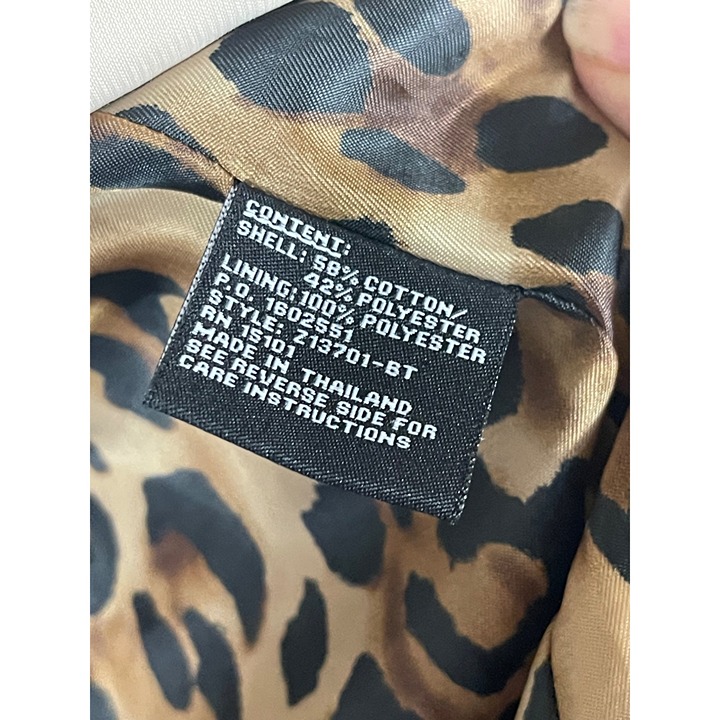 CONTENT:
SHELL: 58% COTTON/
42% POLYESTER
LINING: 100% POLYESTER
P.O. 1602551
STYLE: Z13701-BT
RN 15101
MADE IN THAILAND
SEE REVERSE SIDE FOR
CARE INSTRUCTIONS